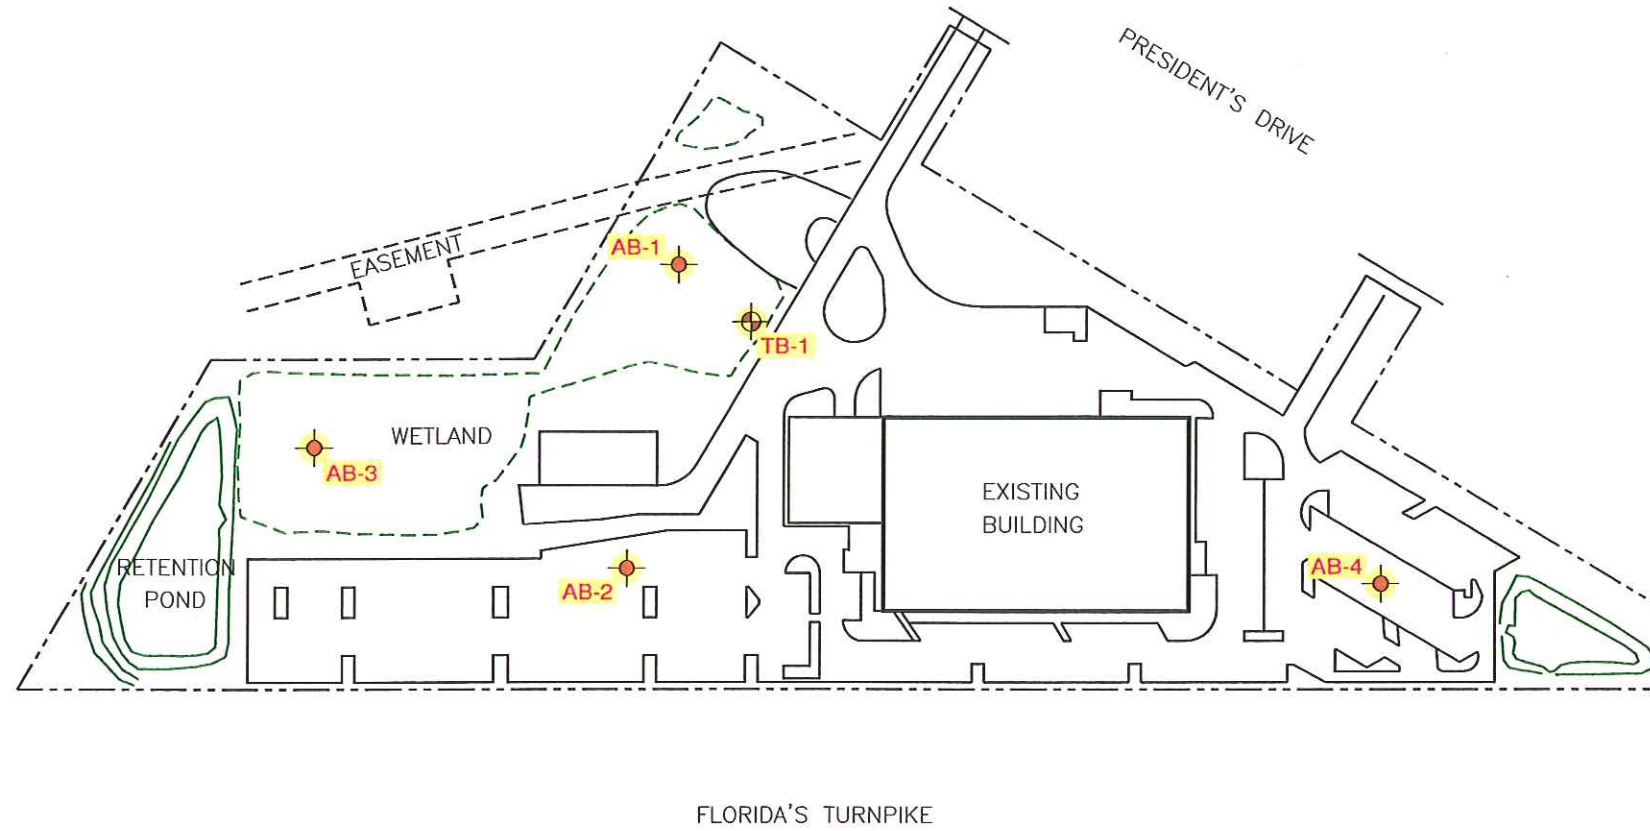 PRESIDENT'S DRIVE
EASEMENT
AB-1
TB-1
WETLAND
AB-3
EXISTING
BUILDING
RETENTION
POND
AB-2
AB-4
FLORIDA'S TURNPIKE